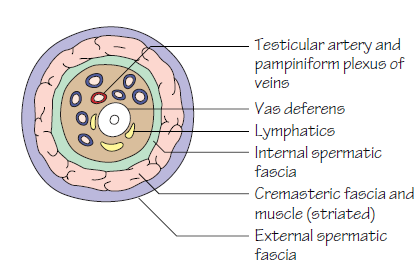 Testicular artery and
pampiniform plexus of
veins
Vas deferens
Lymphatics
Internal spermatic
fascia
Cremasteric fascia and
muscle (striated)
External spermatic
fascia